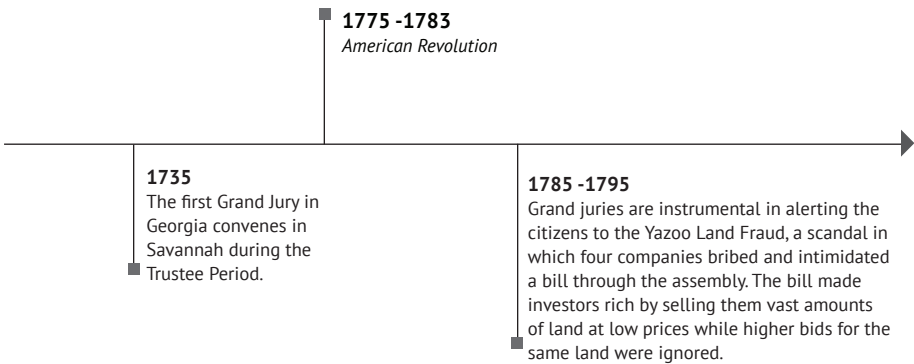 1775 -1783
American Revolution
1735
The first Grand Jury in
Georgia convenes in
Savannah during the
Trustee Period.
1785 -1795
Grand juries are instrumental in alerting the
citizens to the Yazoo Land Fraud, a scandal in
which four companies bribed and intimidated
a bill through the assembly. The bill made
investors rich by selling them vast amounts
of land at low prices while higher bids for the
same land were ignored.